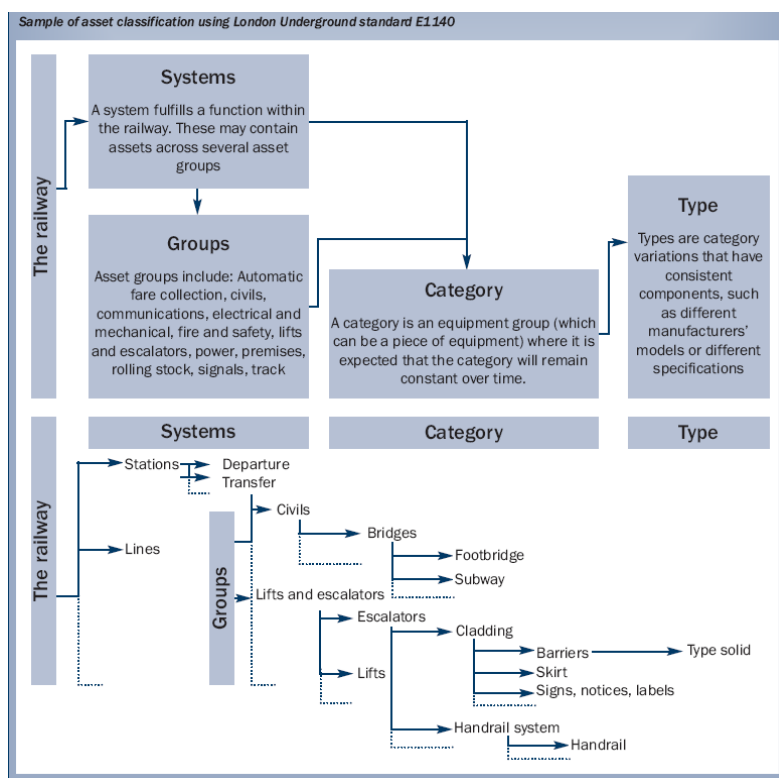 Sample of asset classification using London Underground standard E1140
The railway
Systems
A system fulfills a function within
the railway. These may contain
assets across several asset
groups
Groups
Asset groups include: Automatic
fare collection, civils,
communications, electrical and
mechanical, fire and safety, lifts
and escalators, power, premises,
rolling stock, signals, track
Category
A category is an equipment group (which
can be a piece of equipment) where it is
expected that the category will remain
constant over time.
Type
Types are category
variations that have
consistent
components, such
as different
manufacturers’
models or different
specifications
The railway
Systems
Category
Type
Stations
Departure
Transfer
Lines
Groups
Civils
Bridges
Footbridge
Subway
Lifts and escalators
Escalators
Cladding
Barriers
Type solid
Skirt
Signs, notices, labels
Lifts
Handrail system
Handrail